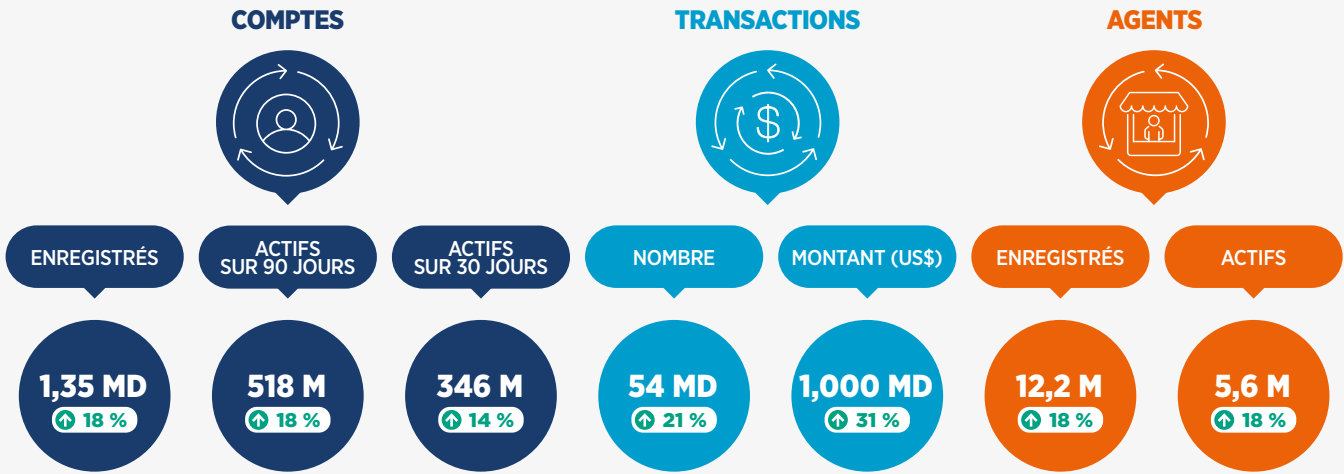 COMPTES
TRANSACTIONS
AGENTS
$
ENREGISTRÉS
ACTIFS
SUR 90 JOURS
ACTIFS
SUR 30 JOURS
NOMBRE
MONTANT (US$)
ENREGISTRÉS
ACTIFS
1,35 MD
18 %
518 M
18 %
346 M
14 %
54 MD
21 %
1,000 MD
31 %
12,2 M
18 %
5,6 M
18 %